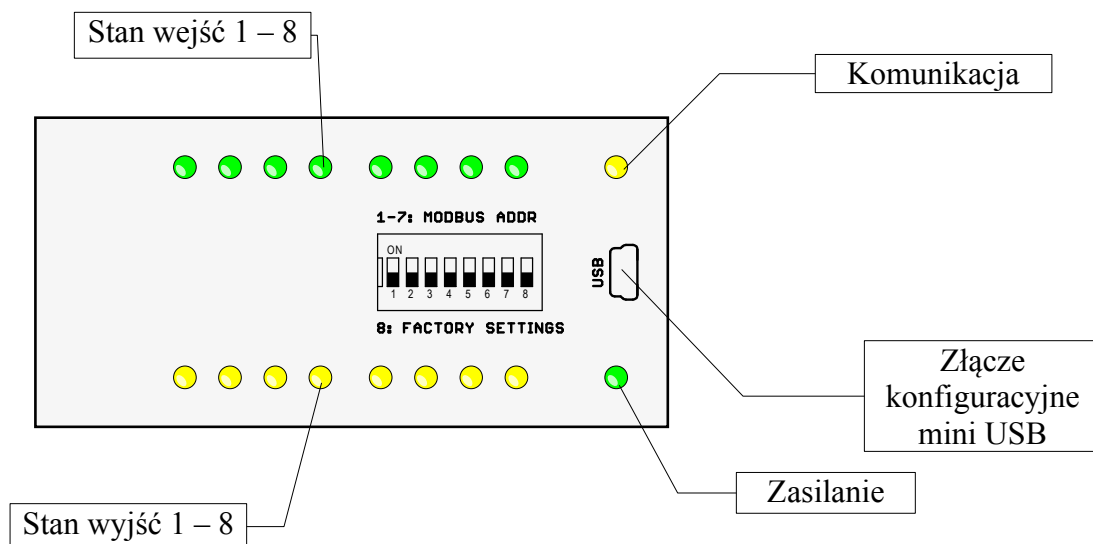 Stan wejść 1 – 8
Komunikacja
1-7: MODBUS ADDR
ON
1 2 3 4 5 6 7 8
USB
8: FACTORY SETTINGS
Złącze
konfiguracyjne
mini USB
Zasilanie
Stan wyjść 1 – 8